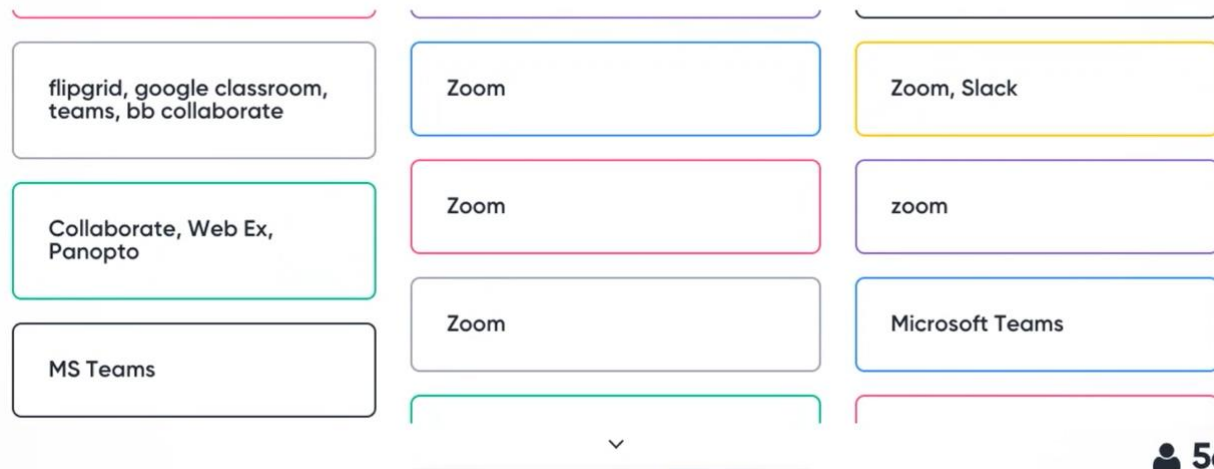 flipgrid, google classroom,
teams, bb collaborate
Collaborate, Web Ex,
Panopto
MS Teams
Zoom
Zoom
Zoom
Zoom, Slack
zoom
Microsoft Teams